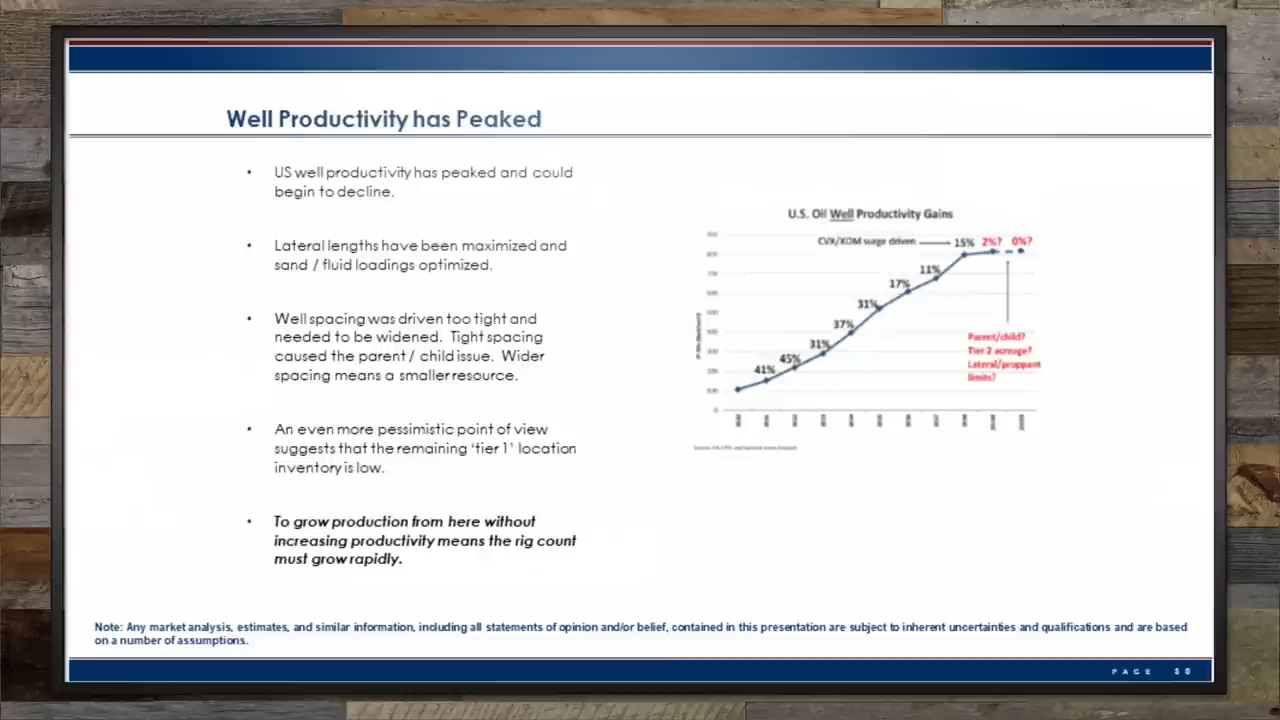 Well Productivity has Peaked
• US well productivity has peaked and could
begin to decline.
• Lateral lengths have been maximized and
sand / fluid loadings optimized.
• Well spacing was driven too tight and
needed to be widened. Tight spacing
caused the parent / child issue. Wider
spacing means a smaller resource.
• An even more pessimistic point of view
suggests that the remaining 'tier 1' location
inventory is low.
• To grow production from here without
increasing productivity means the rig count
must grow rapidly.
U.S. Oil Well Productivity Gains
CVX/XOM surge driven
15% 2%? 0%?
11%
17%
31%
37%
31%
45%
41%
Parent/child?
Tier 2 acreage?
Lateral/proppant
limits?
Note: Any market analysis, estimates, and similar information, including all statements of opinion and/or belief, contained in this presentation are subject to inherent uncertainties and qualifications and are based
on a number of assumptions.
PAGE